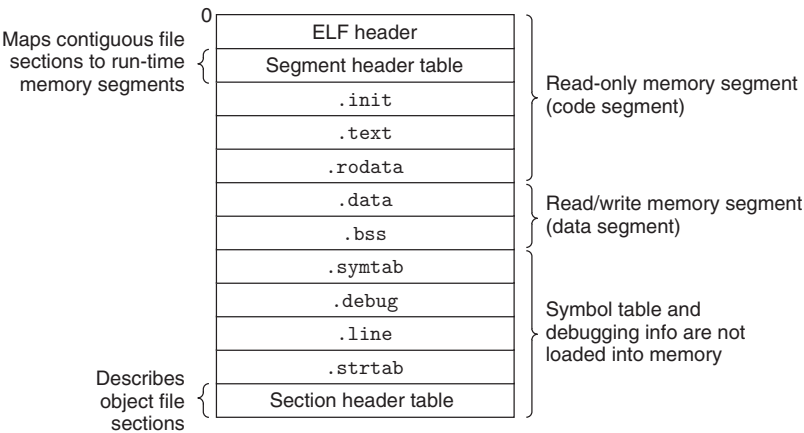 0
Maps contiguous file
sections to run-time
memory segments
ELF header
Segment header table
.init
.text
.rodata
.data
.bss
.symtab
.debug
.line
.strtab
Section header table
Describes
object file
sections
Read-only memory segment
(code segment)
Read/write memory segment
(data segment)
Symbol table and
debugging info are not
loaded into memory